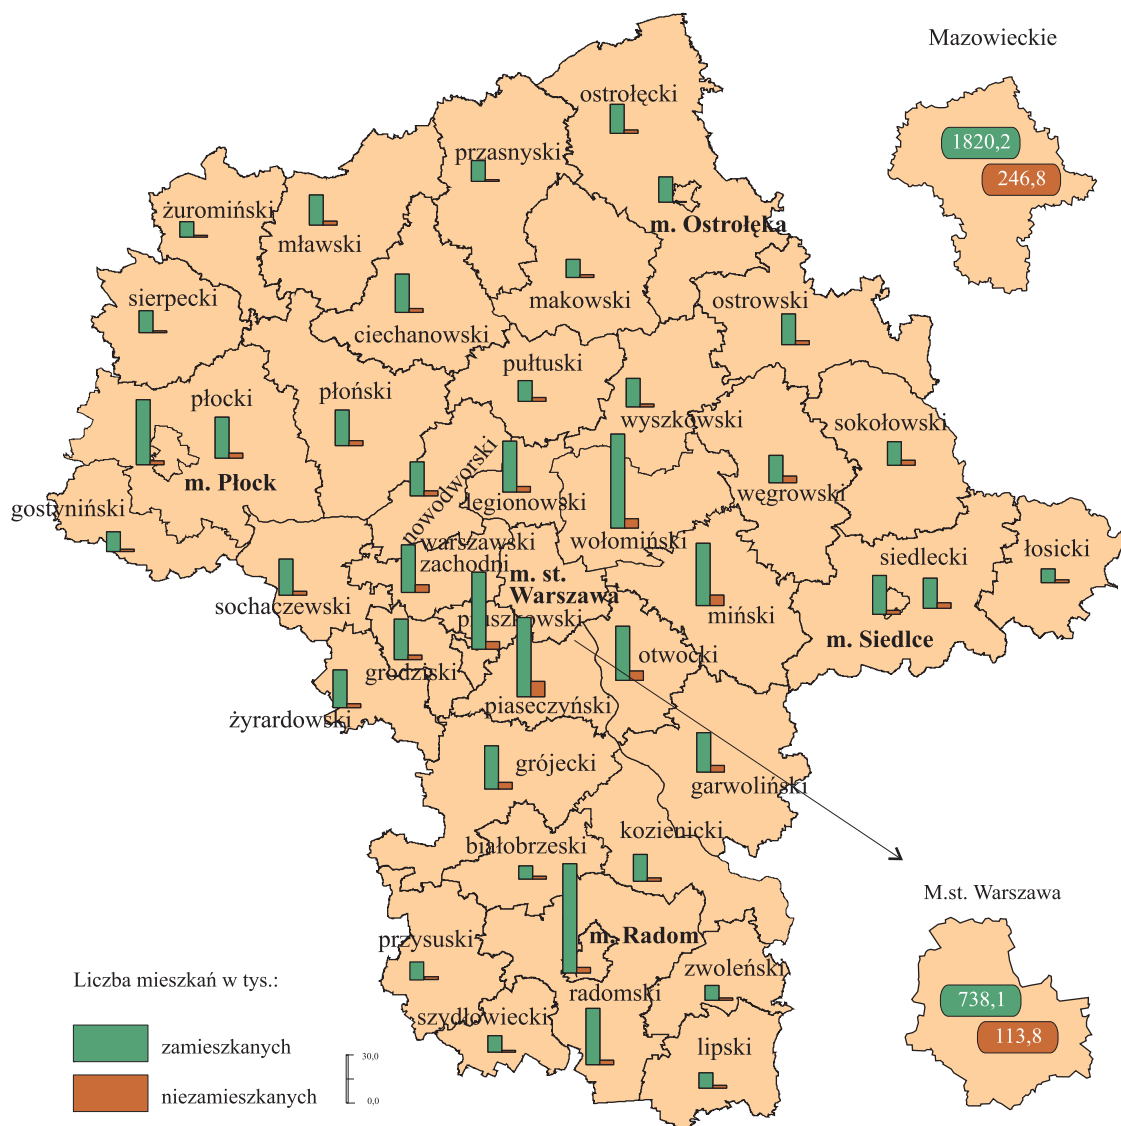 Mazowieckie
1820,2
246,8
ostrołęcki
przasnyski
żuromiński
mławski
m. Ostrołęka
sierpecki
makowski
ostrowski
ciechanowski
pułtuski
płocki
płoński
wyszkowski
sokołowski
m. Płock
nowodworski
legionowski
węgrowski
gostyniński
wołomiński
warszawski
zachodni
siedlecki
łosicki
m. st.
Warszawa
sochaczewski
pruszkowski
miński
m. Siedlce
otwocki
grodziski
piaseczyński
żyrardowski
grójecki
garwoliński
kozienicki
białobrzeski
M.st. Warszawa
738,1
113,8
przysuski
m. Radom
zwoleński
radomski
szydłowiecki
lipski
Liczba mieszkań w tys.:
zamieszkanych
niezamieszkanych
30,0
0,0